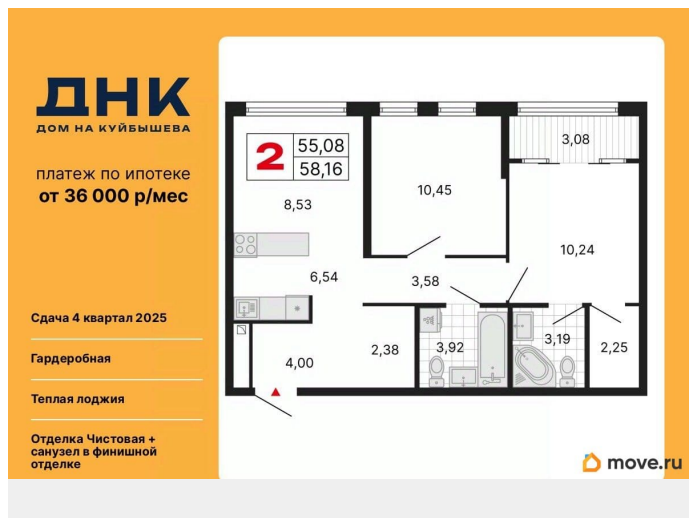 ДНК
ДОМ НА КУЙБЫШЕВА
платеж по ипотеке
от 36 000 р/мес
Сдача 4 квартал 2025
Гардеробная
Теплая лоджия
Отделка Чистовая +
санузел в финишной
отделке
2
55,08
58,16
8,53
10,45
3,08
10,24
6,54
3,58
4,00
2,38
3,92
3,19
2,25
move.ru